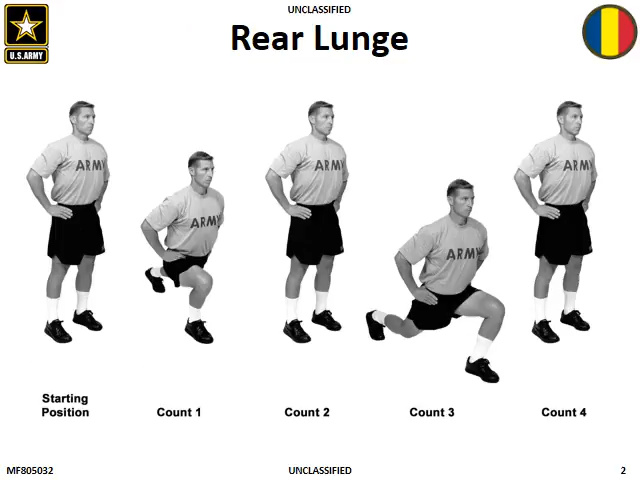 UNCLASSIFIED
Rear Lunge
U.S.ARMY
ARMY
ARMY
ARMY
ARMY
ARMY
Starting
Position
Count 1
Count 2
Count 3
Count 4
MF805032
UNCLASSIFIED
2